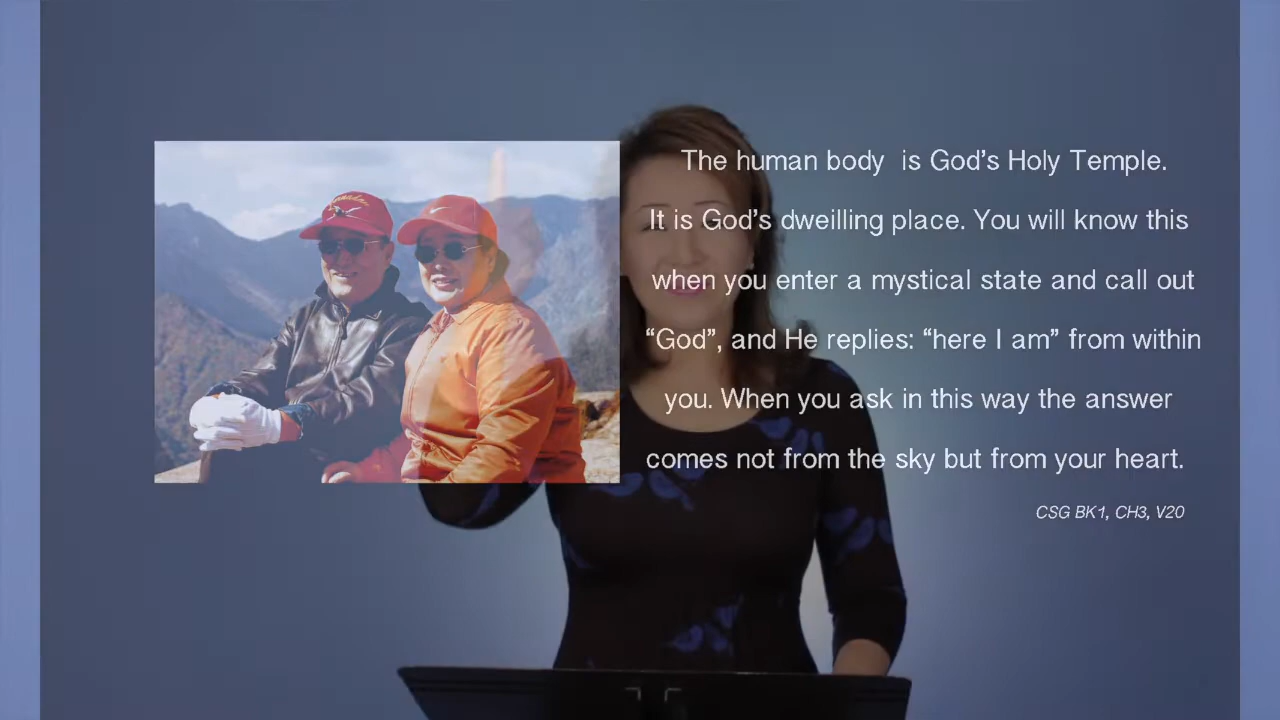 The human body is God's Holy Temple.
It is God's dweilling place. You will know this
when you enter a mystical state and call out
“God”, and He replies: “here I am” from within
you. When you ask in this way the answer
comes not from the sky but from your heart.
CSG BK1, CH3, V20